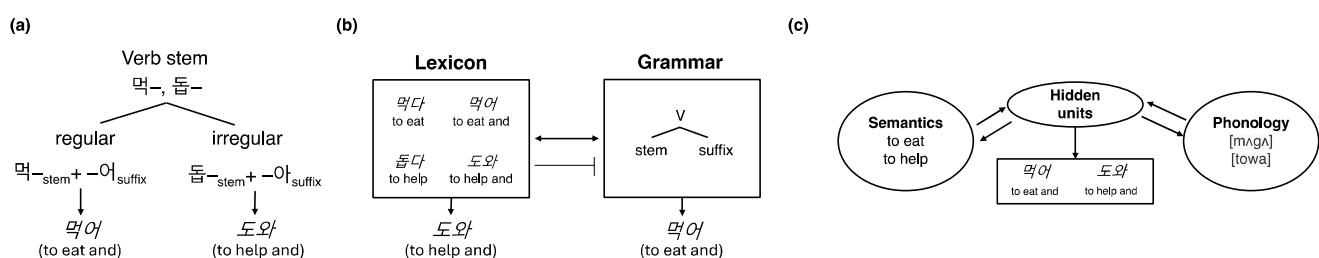 (a)
Verb stem
먹–, 돕–
regular
irregular
먹–stem+ –어suffix
돕–stem+ –아suffix
먹어
(to eat and)
도와
(to help and)
(b)
Lexicon
먹다
to eat
먹어
to eat and
돕다
to help
도와
to help and
도와
(to help and)
Grammar
V
stem
suffix
먹어
(to eat and)
(c)
Semantics
to eat
to help
Hidden
units
먹어
to eat and
도와
to help and
Phonology
[mʌgʌ]
[towa]